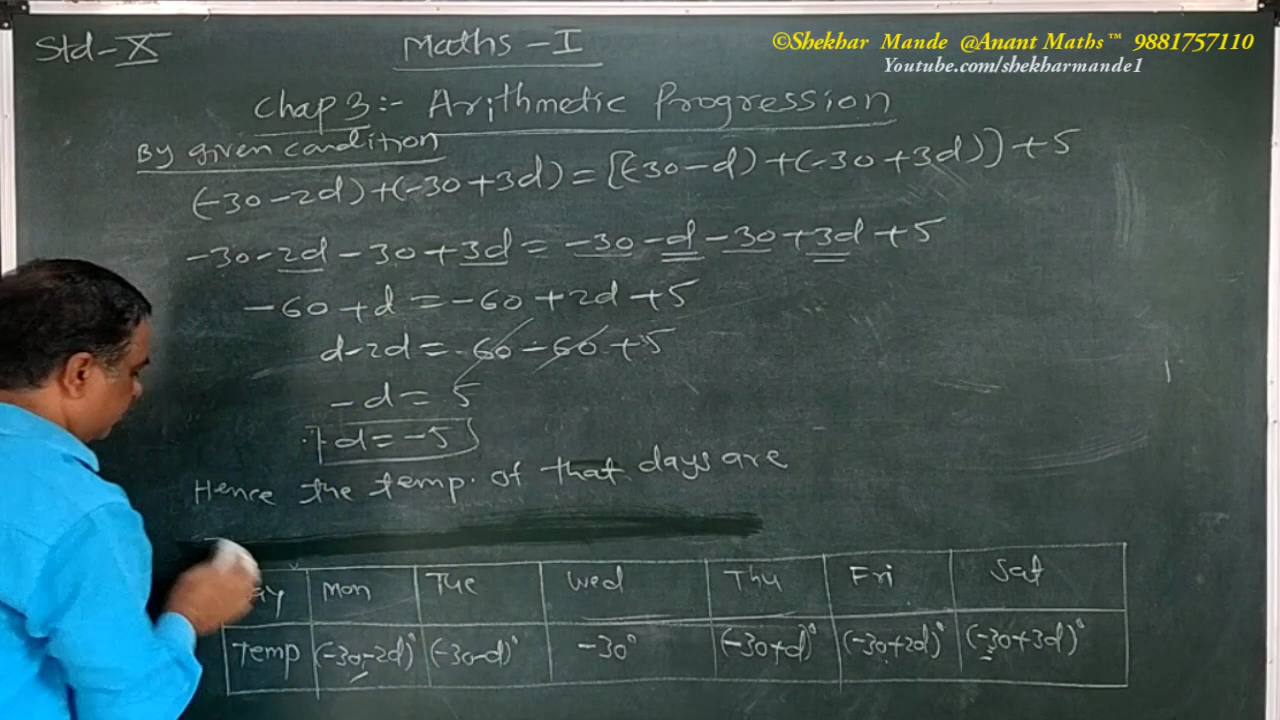 Std-X
Maths -I
©Shekhar Mande @Anant Maths™ 9881757110
Youtube.com/shekharmande1
Chap 3:- Arithmetic Progression
By given condition
(-30-2d)+(-30+3d)=[(-30-d)+(-30+3d)]+5
-30-2d-30+3d=-30-d-30+3d+5
-60+d=-60+2d+5
d-2d=-60-60+5
-d=5
d=-5
Hence the temp. of that days are
Mon Tue Wed Thu Fri Sat
Temp (-30-2d)° (-30-d)° -30° (-30+d)° (-30+2d)° (-30+3d)°